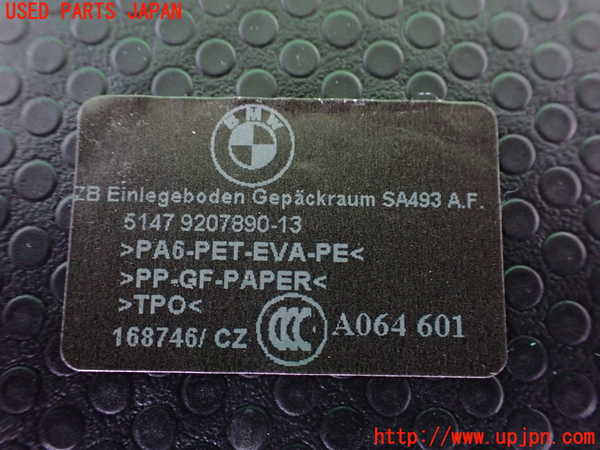 USED PARTS JAPAN
BMW
ZB Einlegeboden Gepäckraum SA493 A.F.
5147 9207890-13
>PA6-PET-EVA-PE<
>PP-GF-PAPER<
>TPO<
168746/ CZ CCC A064 601
http://www.upjpn.com/